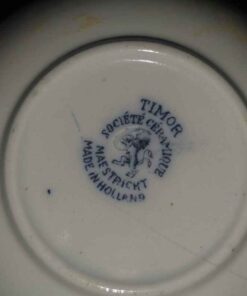 TIMOR
SOCIÉTÉ CÉRAMIQUE
MAESTRICHT
MADE IN HOLLAND